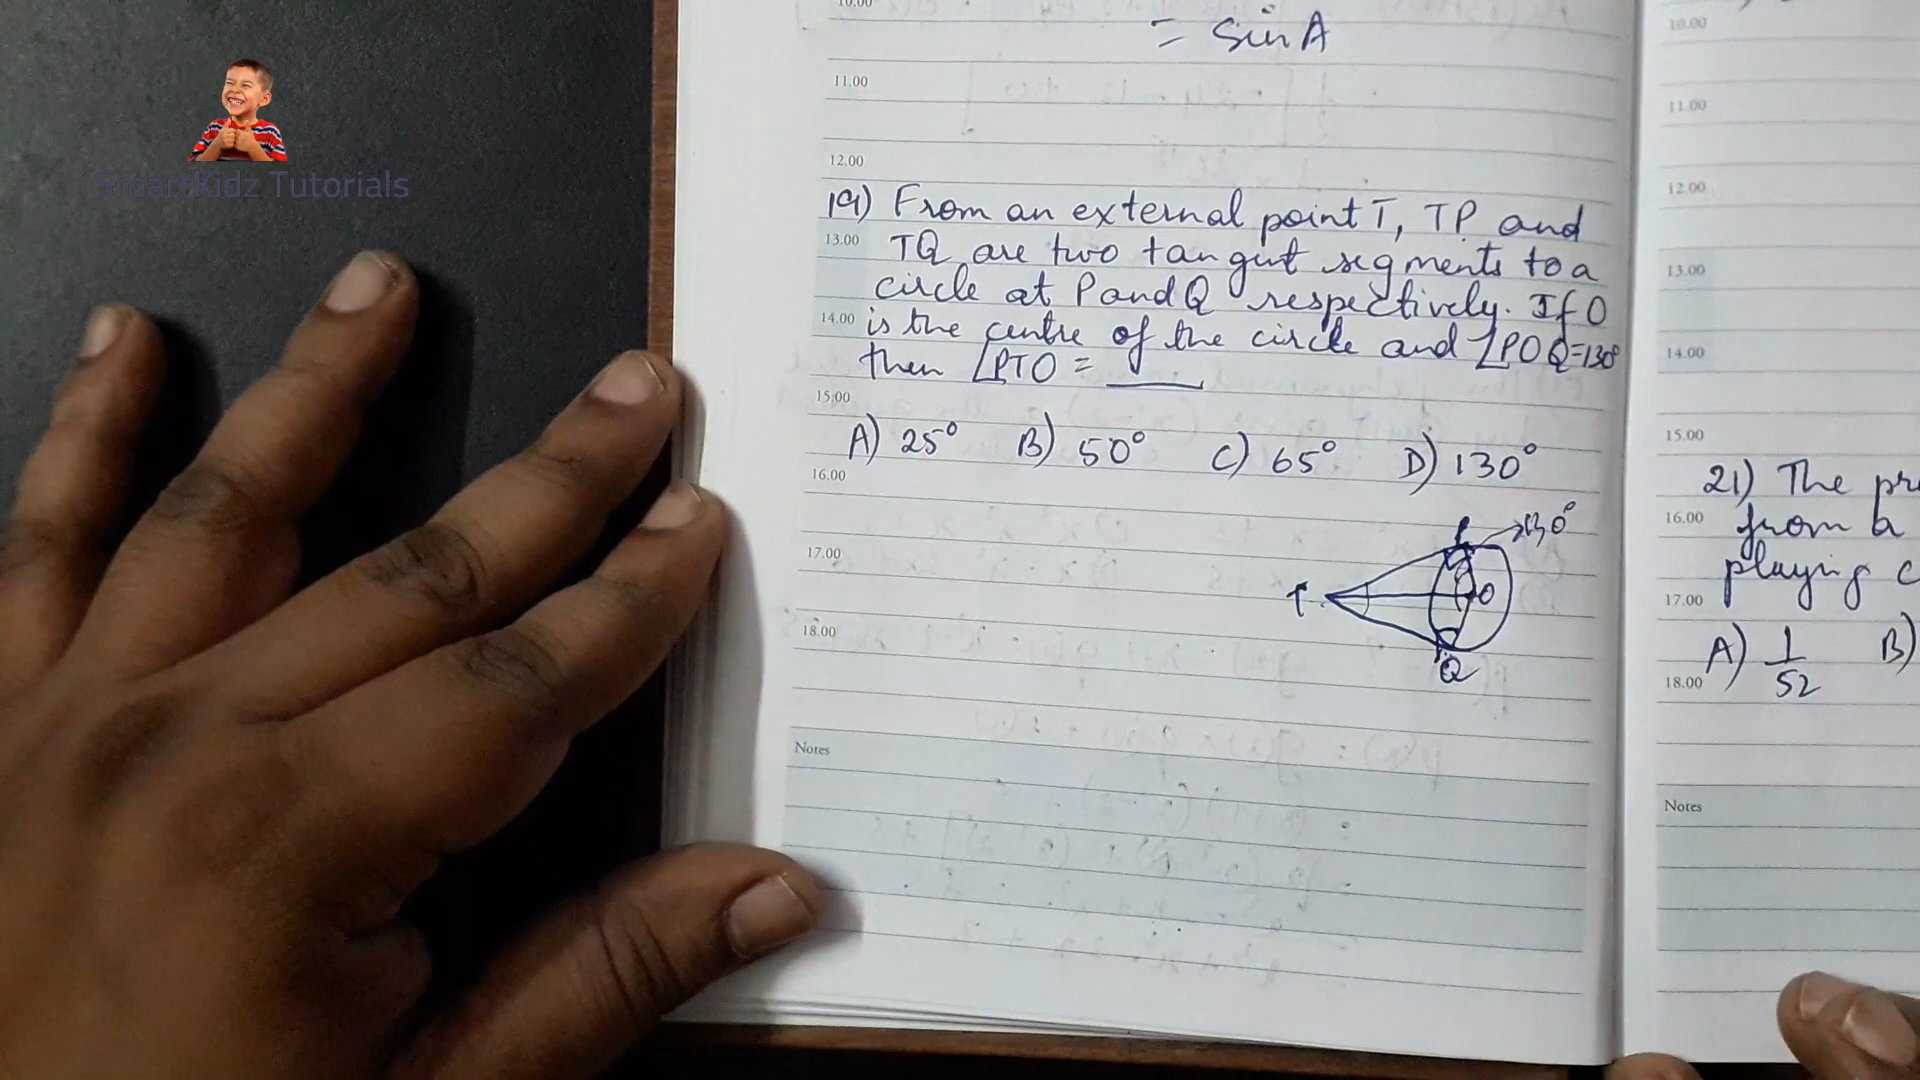 10.00
= Sin A
11.00
12.00
19) From an external point T, TP and
13.00 TQ are two tangent segments to a
circle at P and Q respectively. If O
14.00 is the centre of the circle and ∠POQ=130°
then ∠PTO = ____
15.00
A) 25° B) 50° C) 65° D) 130°
16.00
P 130°
17.00
T O
18.00
Q
Notes
10.00
11.00
12.00
13.00
14.00
15.00
21) The pr
16.00 from a
playing c
17.00
A) 1/52 B)
18.00
Notes
SmartKidz Tutorials